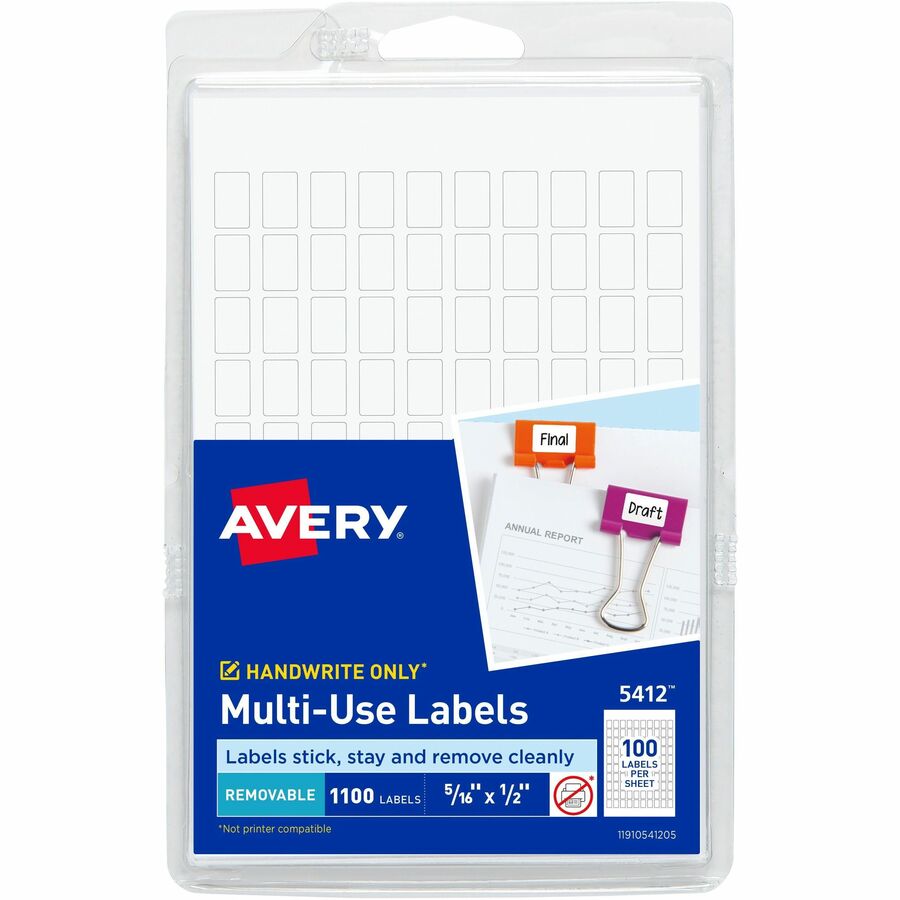 Final
Draft
ANNUAL REPORT
AVERY®
HANDWRITE ONLY*
Multi-Use Labels
Labels stick, stay and remove cleanly
REMOVABLE
1100 LABELS
5/16" x 1/2"
*
*Not printer compatible
5412™
100
LABELS
PER
SHEET
11910541205